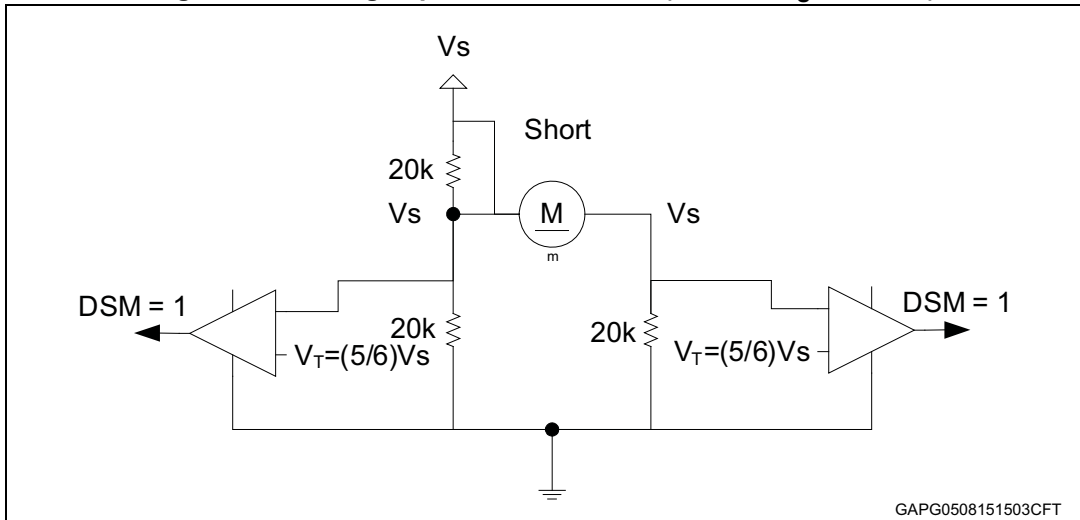 Vs
Short
20k
Vs
M
Vs
m
DSM = 1
DSM = 1
20k
20k
V_T=(5/6)Vs
V_T=(5/6)Vs
GAPG0508151503CFT